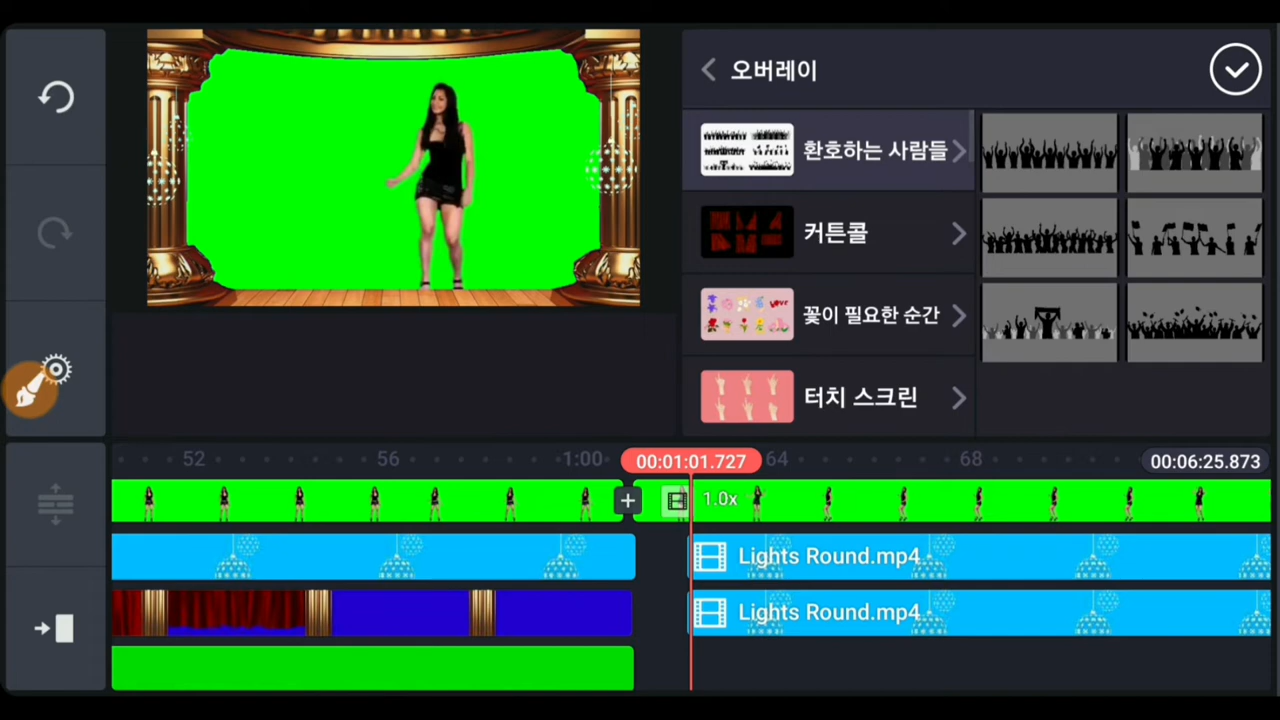 오버레이
환호하는 사람들
커튼콜
꽃이 필요한 순간
터치 스크린
52
56
1:00
00:01:01.727
64
68
00:06:25.873
1.0x
Lights Round.mp4
Lights Round.mp4